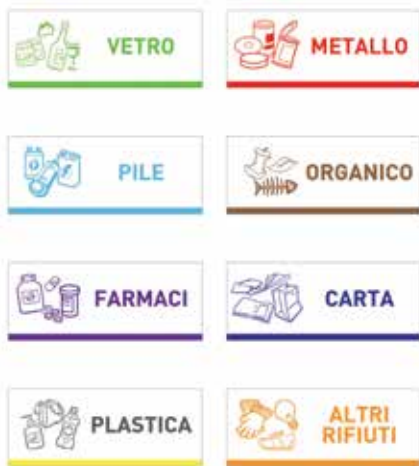 VETRO
METALLO
PILE
ORGANICO
FARMACI
CARTA
PLASTICA
ALTRI
RIFIUTI